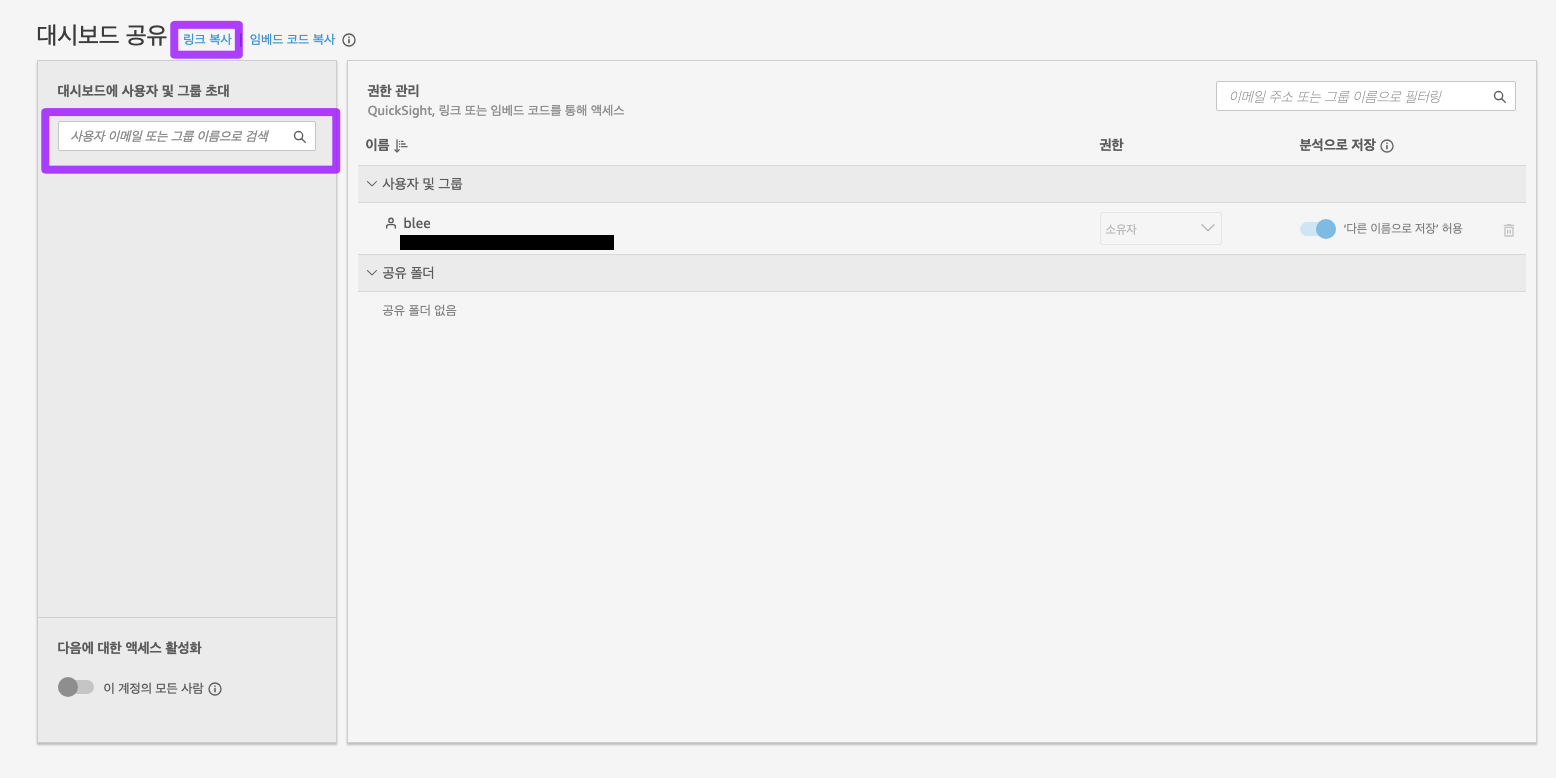 대시보드 공유 링크 복사 | 임베드 코드 복사
대시보드에 사용자 및 그룹 초대
사용자 이메일 또는 그룹 이름으로 검색
다음에 대한 액세스 활성화
이 계정의 모든 사람
권한 관리
QuickSight, 링크 또는 임베드 코드를 통해 액세스
이메일 주소 또는 그룹 이름으로 필터링
이름 권한 분석으로 저장
사용자 및 그룹
blee 소유자 '다른 이름으로 저장' 허용
공유 폴더
공유 폴더 없음